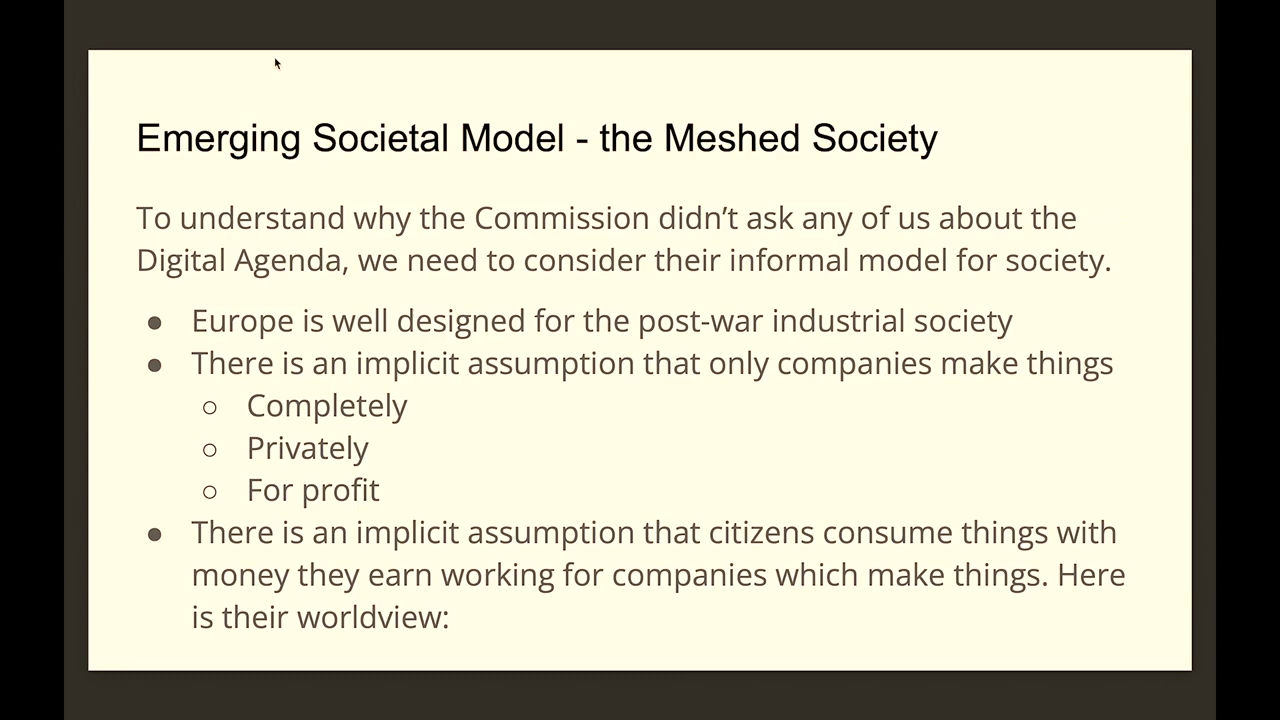 Emerging Societal Model - the Meshed Society
To understand why the Commission didn’t ask any of us about the
Digital Agenda, we need to consider their informal model for society.
● Europe is well designed for the post-war industrial society
● There is an implicit assumption that only companies make things
○ Completely
○ Privately
○ For profit
● There is an implicit assumption that citizens consume things with
money they earn working for companies which make things. Here
is their worldview: